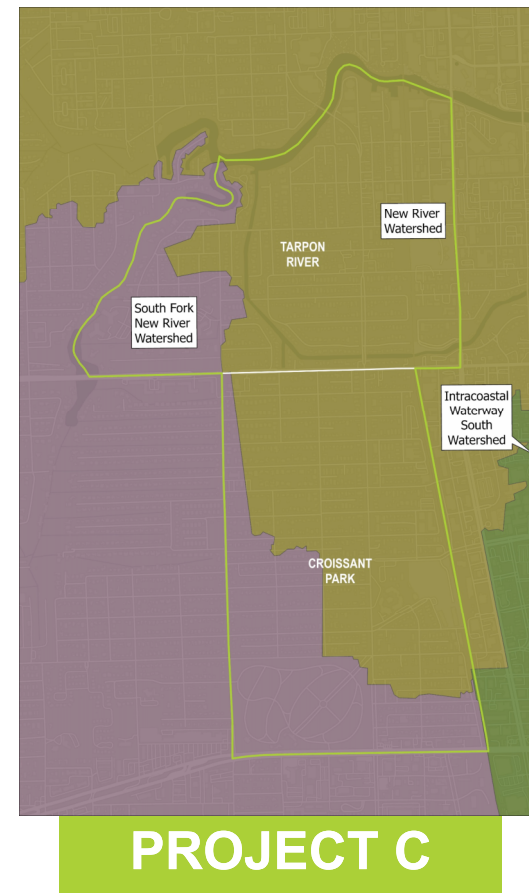 New River
Watershed
TARPON
RIVER
South Fork
New River
Watershed
Intracoastal
Waterway
South
Watershed
CROISSANT
PARK
PROJECT C